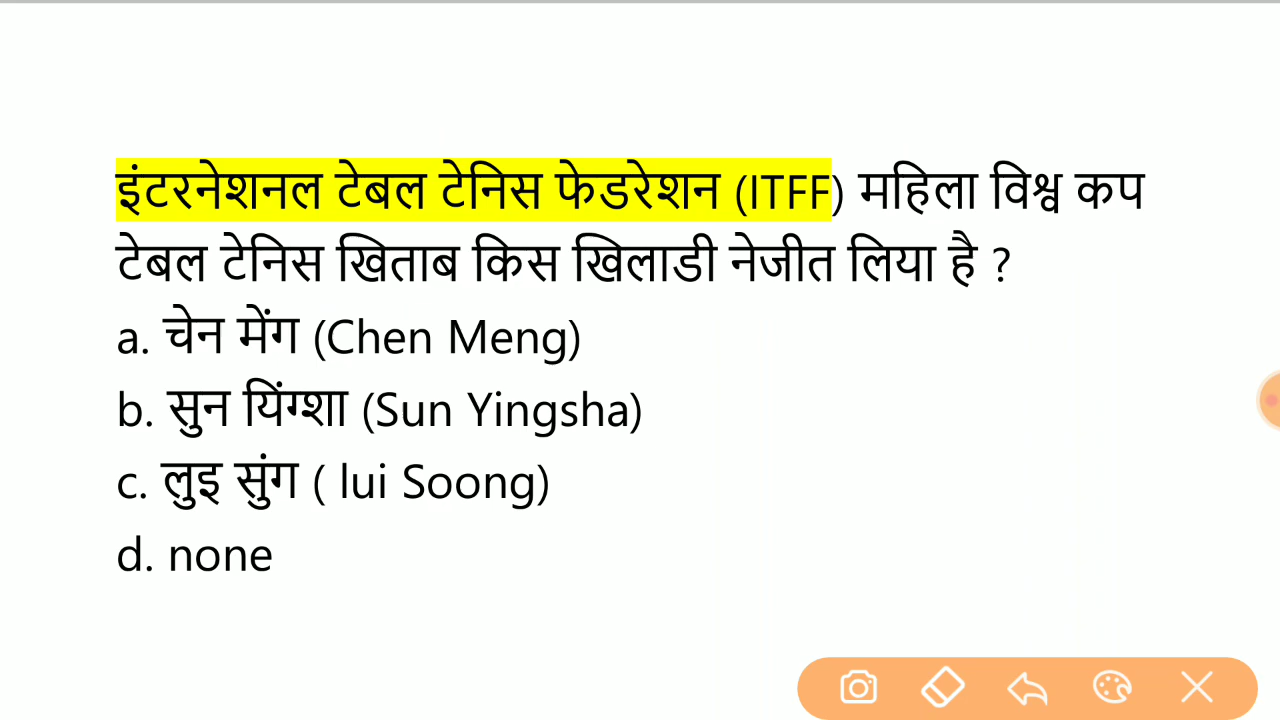 इंटरनेशनल टेबल टेनिस फेडरेशन (ITFF) महिला विश्व कप
टेबल टेनिस खिताब किस खिलाडी नेजीत लिया है ?
a. चेन मेंग (Chen Meng)
b. सुन यिंग्शा (Sun Yingsha)
c. लुइ सुंग ( lui Soong)
d. none